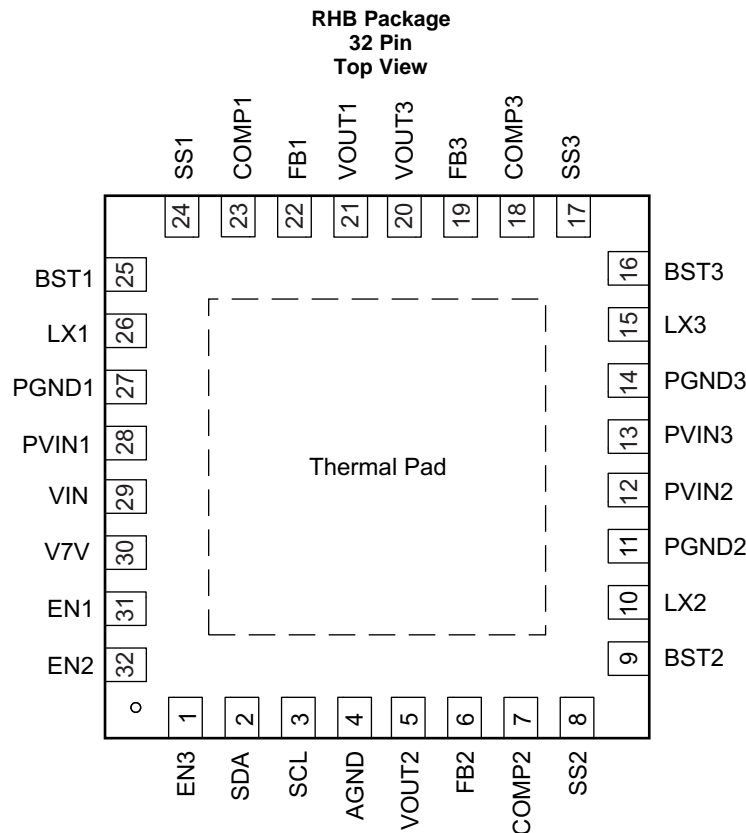 RHB Package
32 Pin
Top View
SS1
COMP1
FB1
VOUT1
VOUT3
FB3
COMP3
SS3
24
23
22
21
20
19
18
17
BST1
25
16
BST3
LX1
26
15
LX3
PGND1
27
14
PGND3
PVIN1
28
13
PVIN3
Thermal Pad
VIN
29
12
PVIN2
V7V
30
11
PGND2
EN1
31
10
LX2
EN2
32
9
BST2
1
2
3
4
5
6
7
8
EN3
SDA
SCL
AGND
VOUT2
FB2
COMP2
SS2